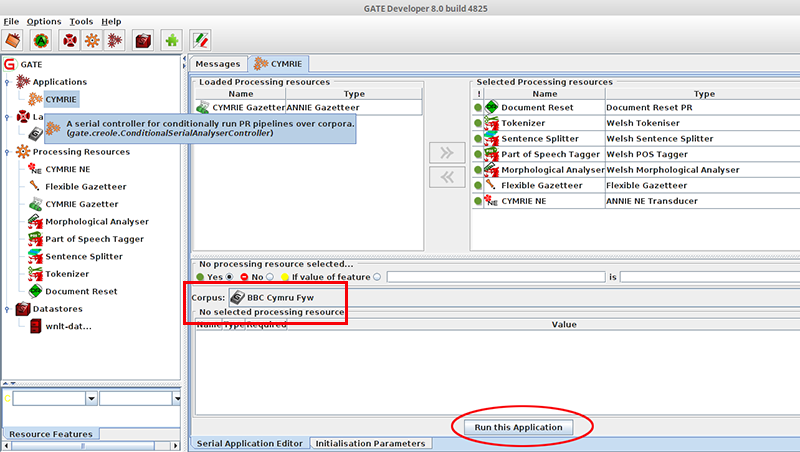 GATE Developer 8.0 build 4825
File Options Tools Help
GATE
Applications
CYMRIE
La
Processing Resources
CYMRIE NE
Flexible Gazetteer
CYMRIE Gazetter
Morphological Analyser
Part of Speech Tagger
Sentence Splitter
Tokenizer
Document Reset
Datastores
wnlt-dat...
Resource Features
A serial controller for conditionally run PR pipelines over corpora.
(gate.creole.ConditionalSerialAnalyserController)
Messages CYMRIE
Loaded Processing resources
Name Type
CYMRIE Gazetter ANNIE Gazetteer
Selected Processing resources
! Name Type
Document Reset Document Reset PR
Tokenizer Welsh Tokeniser
Sentence Splitter Welsh Sentence Splitter
Part of Speech Tagger Welsh POS Tagger
Morphological Analyser Welsh Morphological Analyser
Flexible Gazetteer Flexible Gazetteer
CYMRIE NE ANNIE NE Transducer
No processing resource selected...
Yes No If value of feature is
Corpus: BBC Cymru Fyw
No selected processing resource
Name Type Required Value
Run this Application
Serial Application Editor Initialisation Parameters